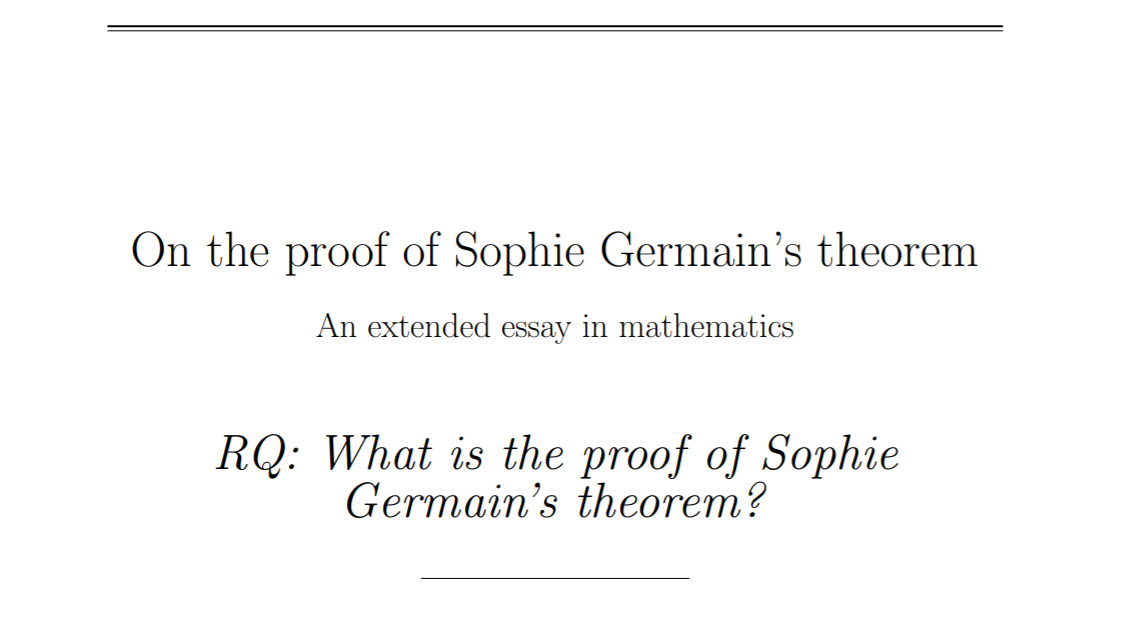 On the proof of Sophie Germain's theorem
An extended essay in mathematics
RQ: What is the proof of Sophie
Germain's theorem?